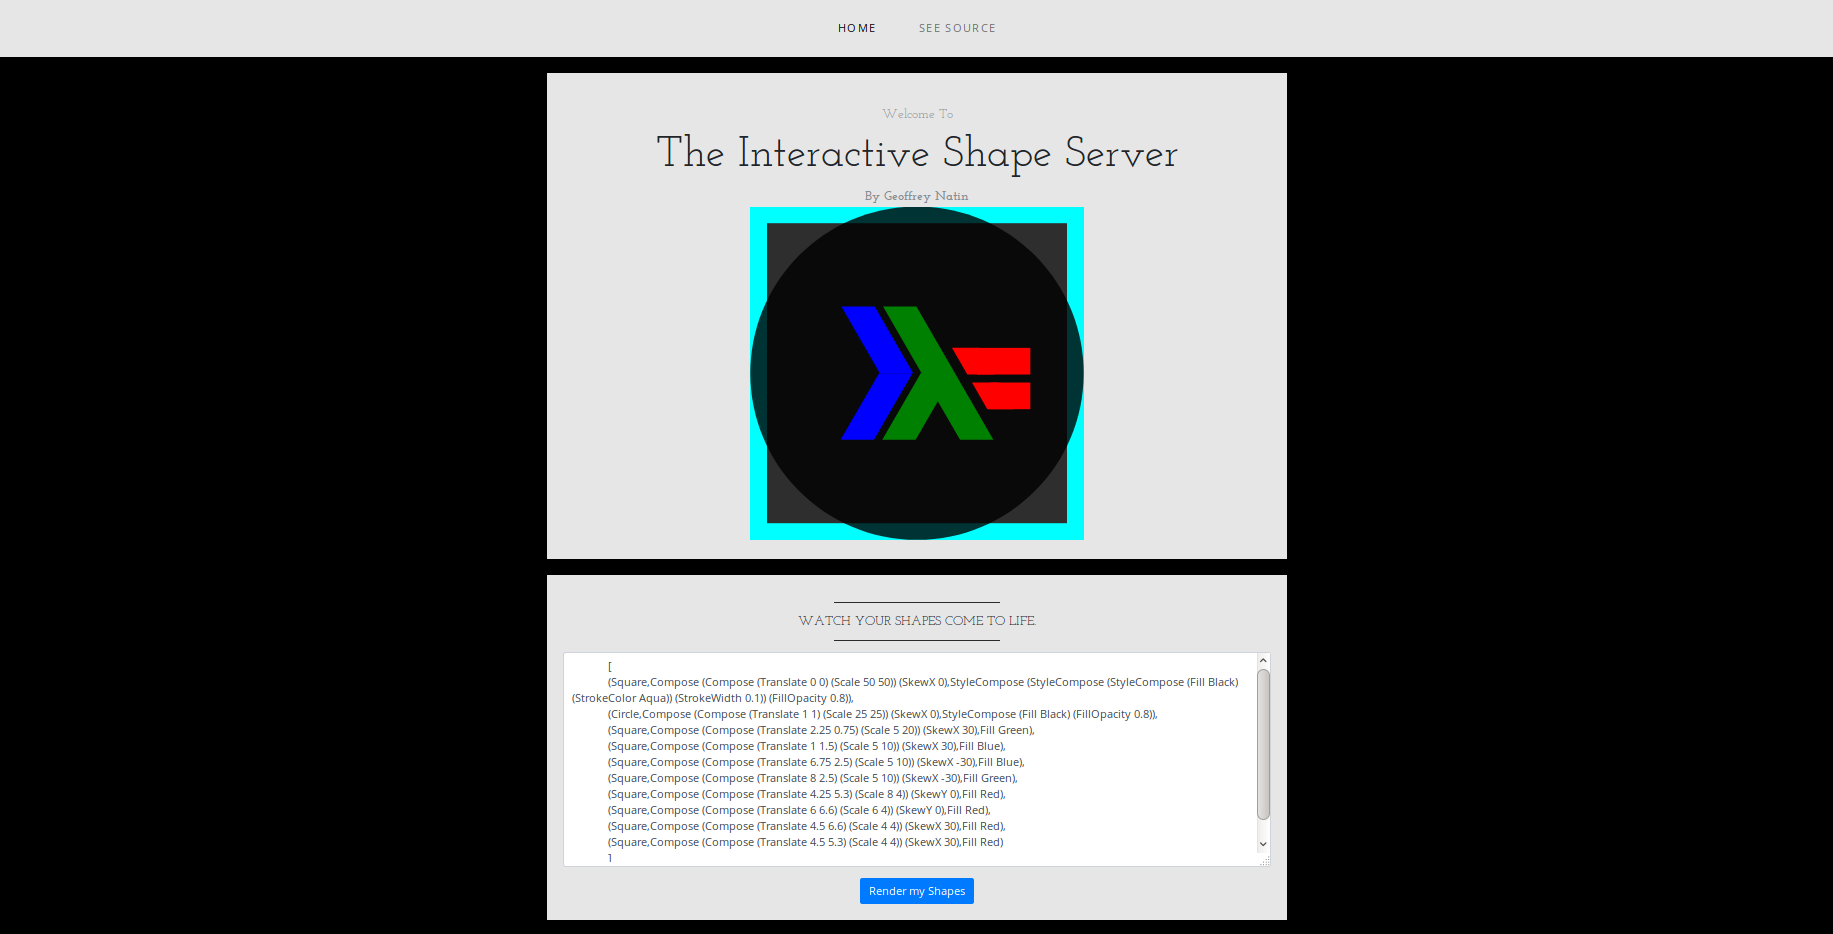 HOME SEE SOURCE
Welcome To
The Interactive Shape Server
By Geoffrey Natin
WATCH YOUR SHAPES COME TO LIFE.
[
(Square,Compose (Compose (Translate 0 0) (Scale 50 50)) (SkewX 0),StyleCompose (StyleCompose (StyleCompose (Fill Black)
(StrokeColor Aqua)) (StrokeWidth 0.1)) (FillOpacity 0.8)),
(Circle,Compose (Compose (Translate 1 1) (Scale 25 25)) (SkewX 0),StyleCompose (Fill Black) (FillOpacity 0.8)),
(Square,Compose (Compose (Translate 2.25 0.75) (Scale 5 20)) (SkewX 30),Fill Green),
(Square,Compose (Compose (Translate 1 1.5) (Scale 5 10)) (SkewX 30),Fill Blue),
(Square,Compose (Compose (Translate 6.75 2.5) (Scale 5 10)) (SkewX -30),Fill Blue),
(Square,Compose (Compose (Translate 8 2.5) (Scale 5 10)) (SkewX -30),Fill Green),
(Square,Compose (Compose (Translate 4.25 5.3) (Scale 8 4)) (SkewY 0),Fill Red),
(Square,Compose (Compose (Translate 6 6.6) (Scale 6 4)) (SkewY 0),Fill Red),
(Square,Compose (Compose (Translate 4.5 6.6) (Scale 4 4)) (SkewX 30),Fill Red),
(Square,Compose (Compose (Translate 4.5 5.3) (Scale 4 4)) (SkewX 30),Fill Red)
]
Render my Shapes